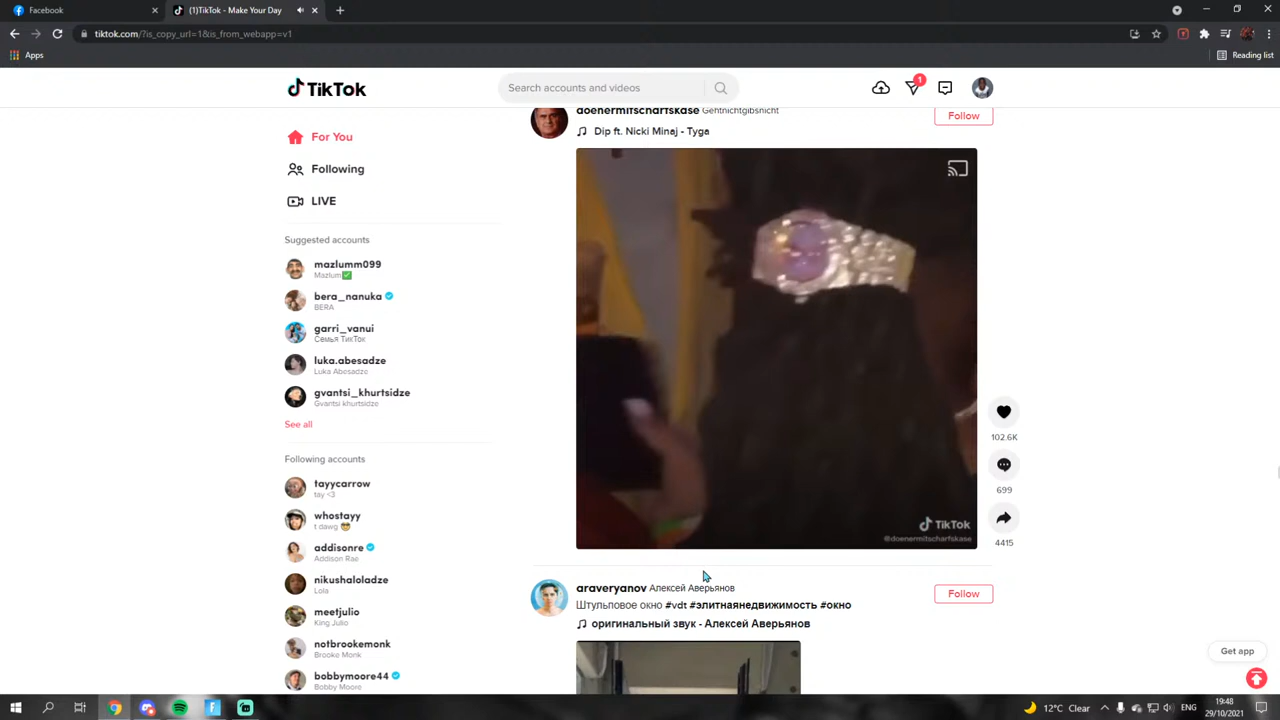 Facebook
(1)TikTok - Make Your Day
tiktok.com/?is_copy_url=1&is_from_webapp=v1
Apps
Reading list
TikTok
Search accounts and videos
1
For You
Following
LIVE
Suggested accounts
mazlumm099
Mazlum
bera_nanuka
BERA
garri_vanui
Семья ТикТок
luka.abesadze
Luka Abesadze
gvantsi_khurtsidze
Gvantsi khurtsidze
See all
Following accounts
tayycarrow
tay <3
whostayy
t dawg
addisonre
Addison Rae
nikushaloladze
Lola
meetjulio
King Julio
notbrookemonk
Brooke Monk
bobbymoore44
Bobby Moore
doenermitscharfskase Gehtnichtgibsnicht
Follow
Dip ft. Nicki Minaj - Tyga
TikTok
@doenermitscharfskase
102.6K
699
4415
araveryanov Алексей Аверьянов
Follow
Штульповое окно #vdt #элитнаянедвижимость #окно
оригинальный звук - Алексей Аверьянов
Get app
12°C Clear
ENG
19:48
29/10/2021